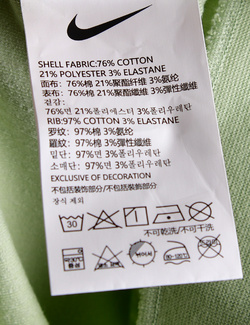 SHELL FABRIC:76% COTTON
21% POLYESTER 3% ELASTANE
面布: 76%棉 21%聚酯纤维 3%氨纶
表布: 76%棉 21%聚酯纖維 3%彈性纖維
겉감:
76%면 21%폴리에스터 3%폴리우레탄
RIB:97% COTTON 3% ELASTANE
罗纹: 97%棉 3%氨纶
羅紋: 97%棉 3%彈性纖維
밑단: 97%면 3%폴리우레탄
소매단: 97%면 3%폴리우레탄
EXCLUSIVE OF DECORATION
不包括装飾部分/不包括裝飾部分
장식 제외
30
不可乾洗/不可干洗